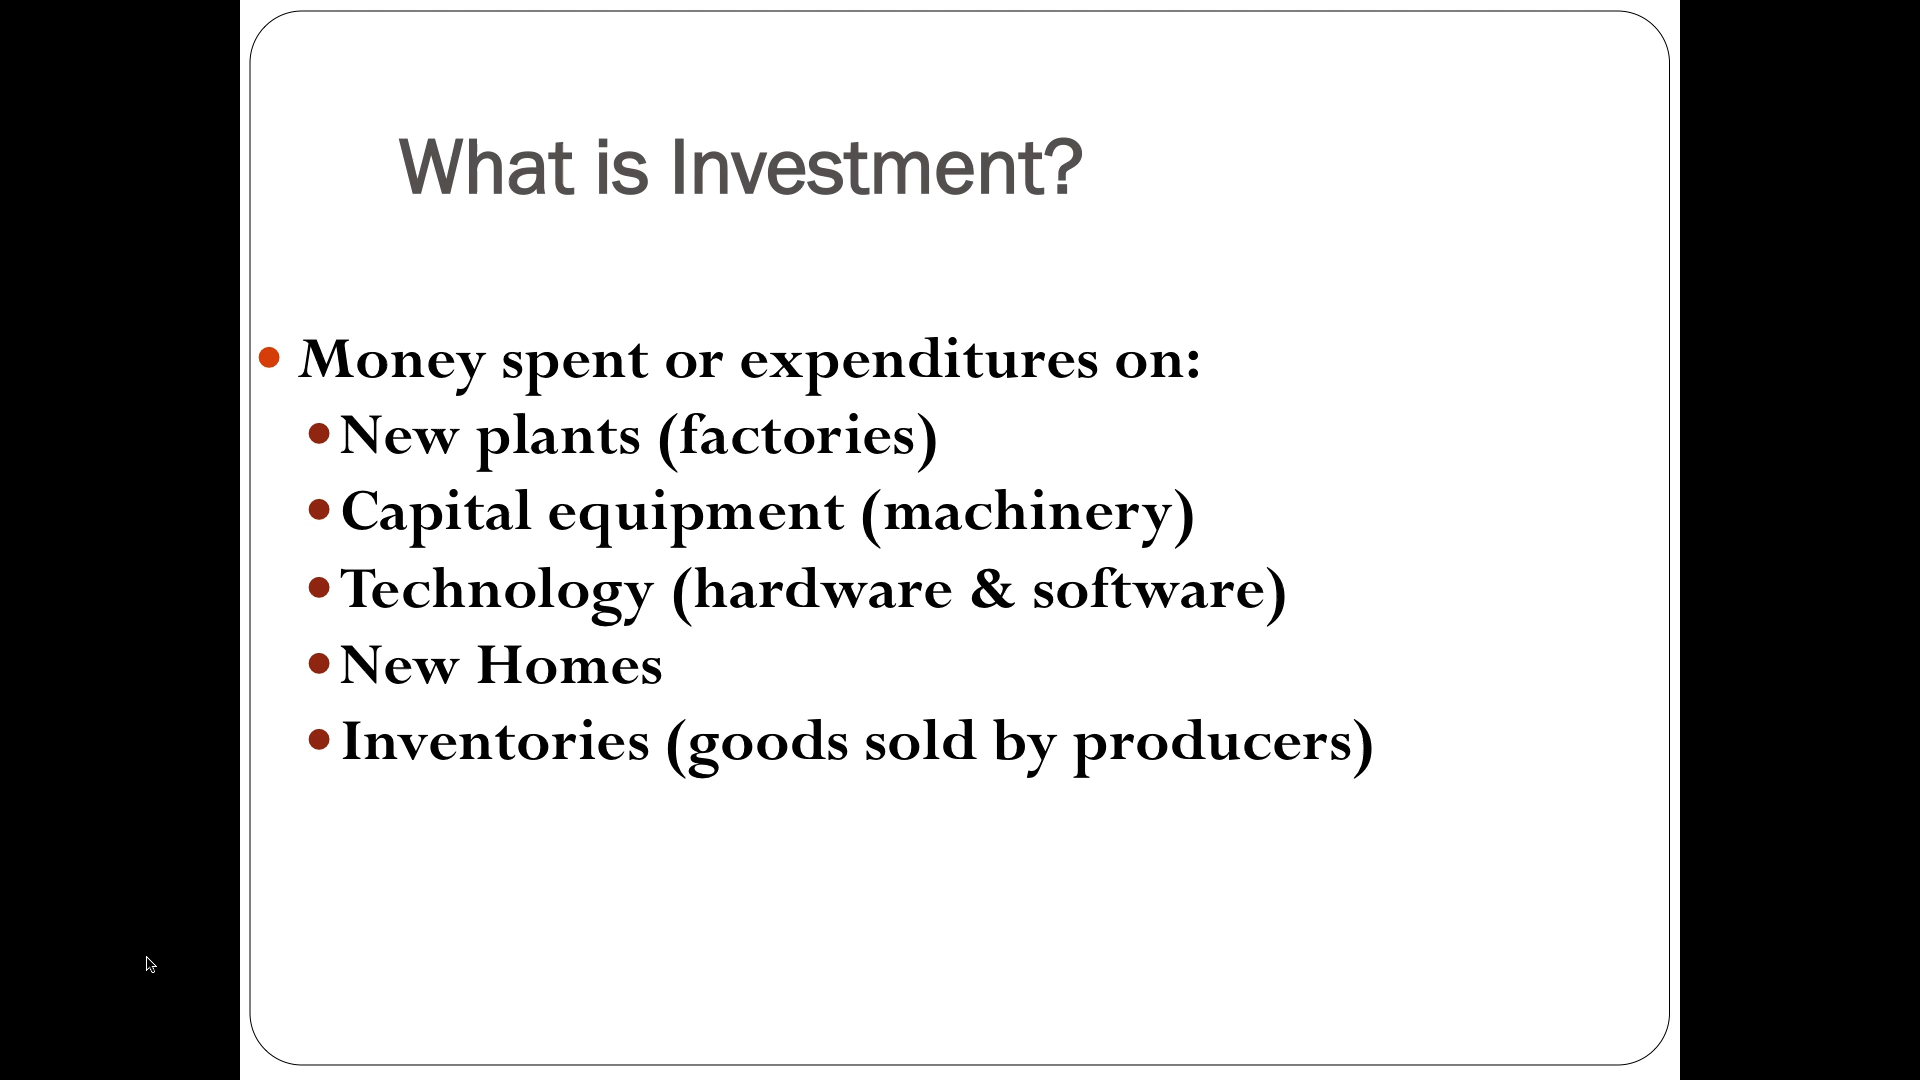 What is Investment?
Money spent or expenditures on:
New plants (factories)
Capital equipment (machinery)
Technology (hardware & software)
New Homes
Inventories (goods sold by producers)